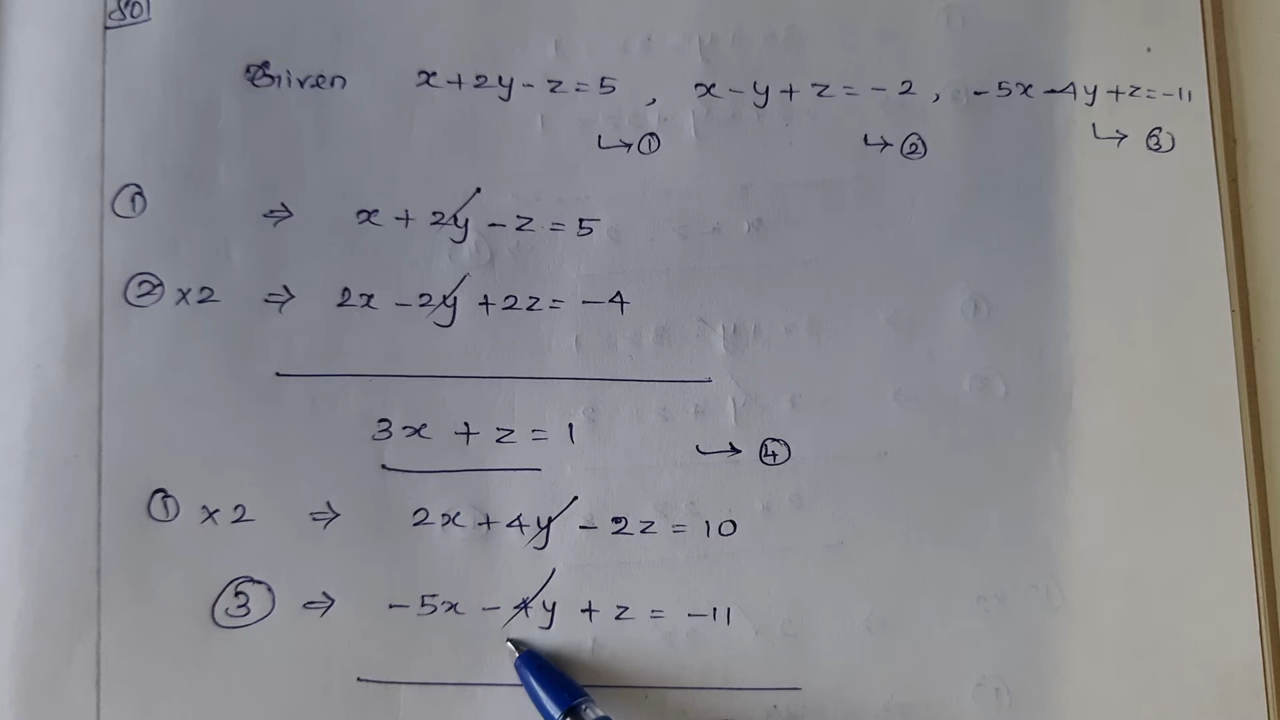 80
Given x+2y-z=5, x-y+z=-2, -5x-4y+z=-11
↳① ↳② ↳③
① ⇒ x+2y-z=5
②×2 ⇒ 2x-2y+2z=-4
3x+z=1 → ④
①×2 ⇒ 2x+4y-2z=10
③ ⇒ -5x-4y+z=-11